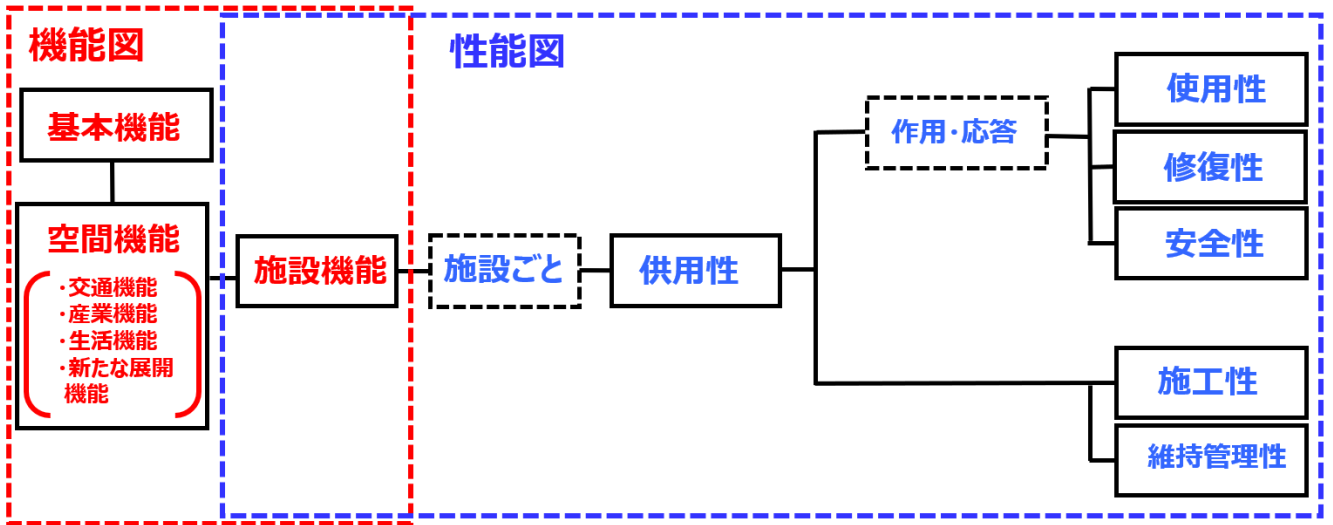 機能図
基本機能
空間機能
・交通機能
・産業機能
・生活機能
・新たな展開
機能
施設機能
性能図
施設ごと
供用性
作用・応答
使用性
修復性
安全性
施工性
維持管理性